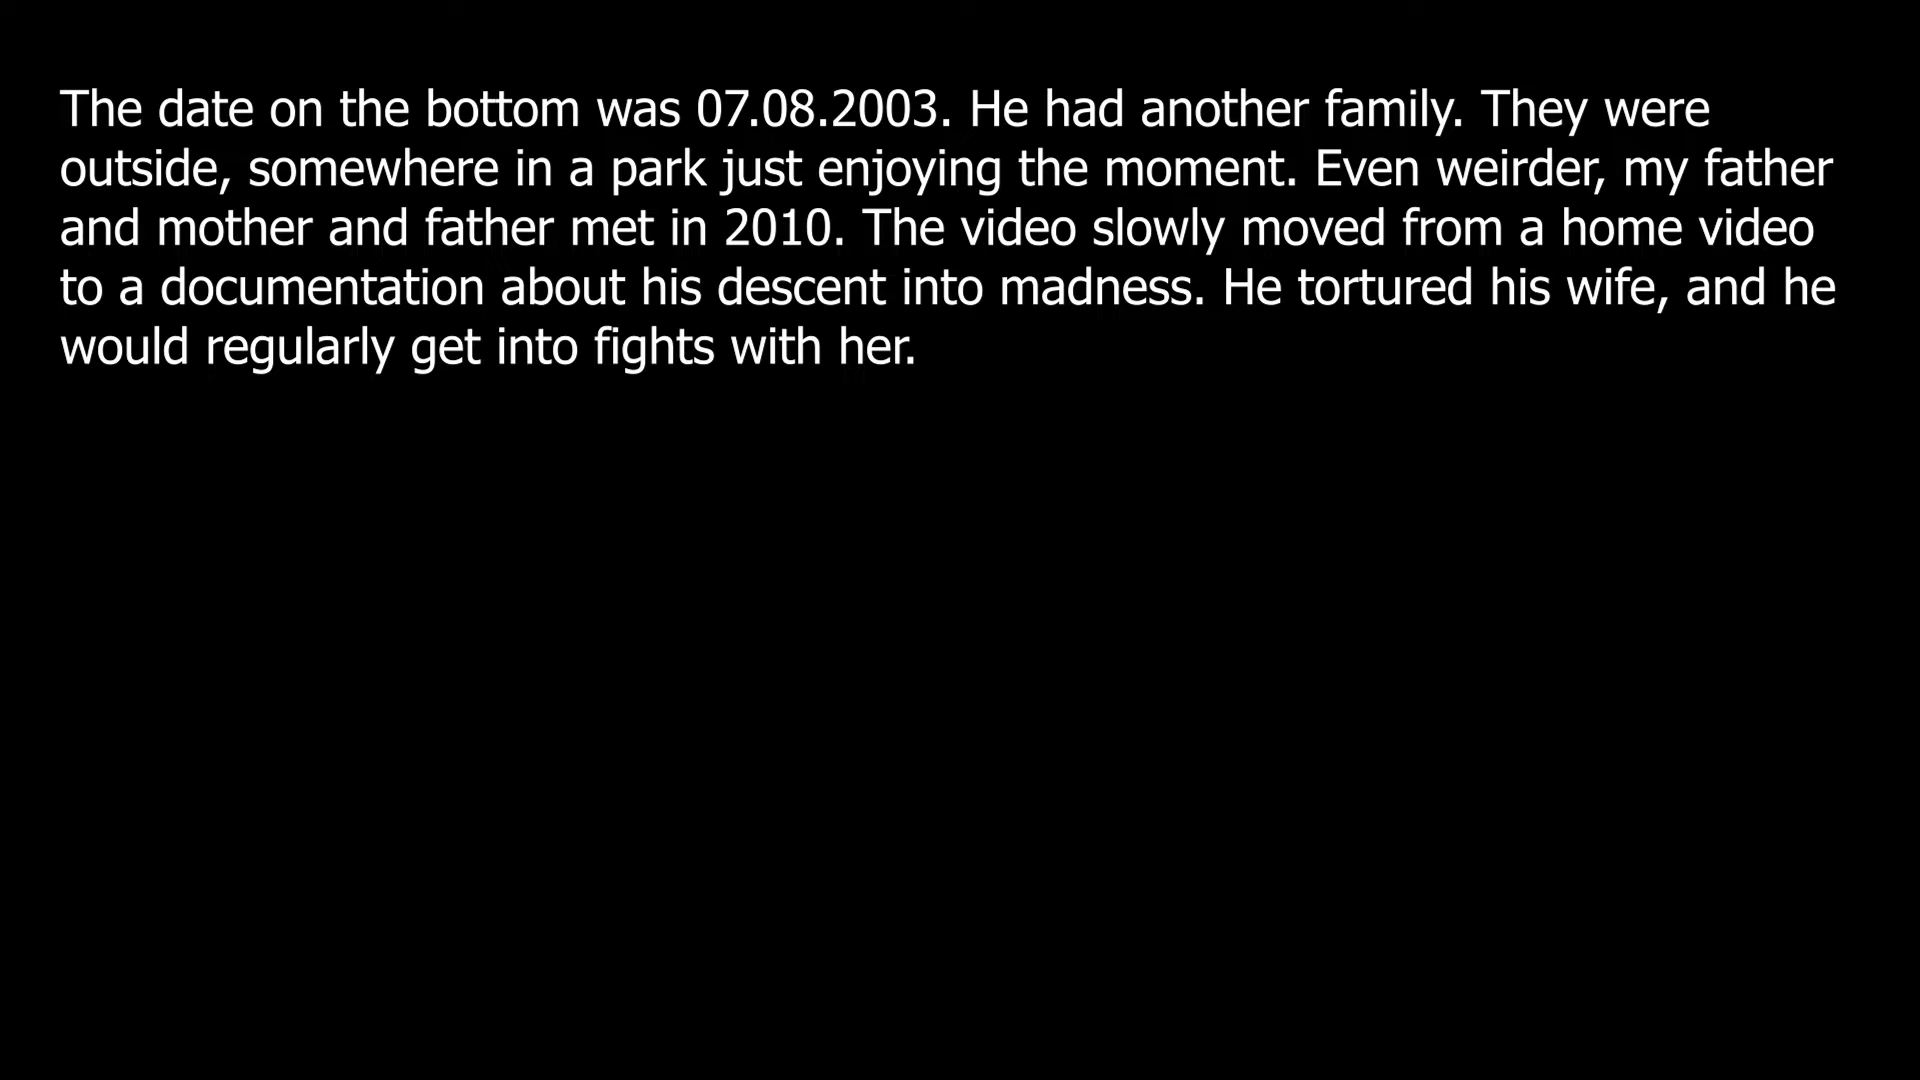 The date on the bottom was 07.08.2003. He had another family. They were
outside, somewhere in a park just enjoying the moment. Even weirder, my father
and mother and father met in 2010. The video slowly moved from a home video
to a documentation about his descent into madness. He tortured his wife, and he
would regularly get into fights with her.